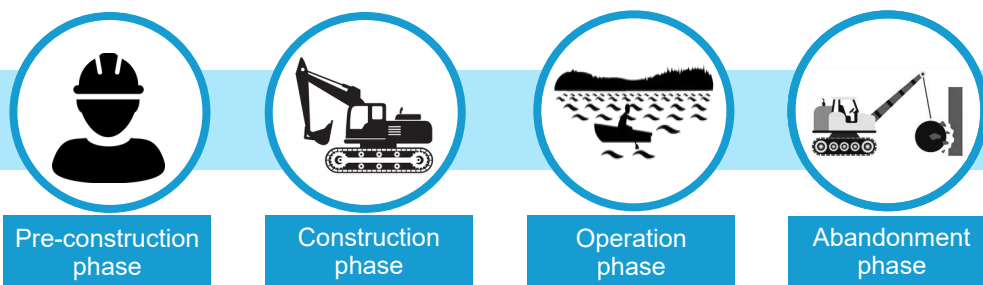 Pre-construction
phase
Construction
phase
Operation
phase
Abandonment
phase